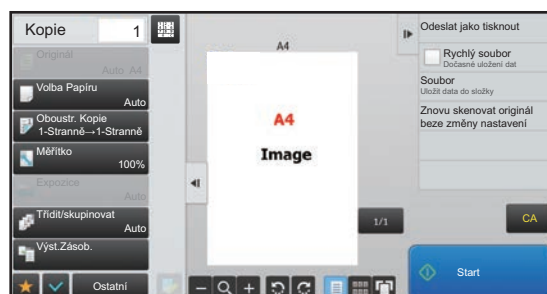 Kopie
1
Originál
Auto A4
Volba Papíru
Auto
Oboustr. Kopie
1-Stranně→1-Stranně
Měřítko
100%
Expozice
Auto
Třídit/skupinovat
Auto
Výst.Zásob.
Ostatní
A4
A4
Image
1/1
Odeslat jako tisknout
Rychlý soubor
Dočasné uložení dat
Soubor
Uložit data do složky
Znovu skenovat originál
beze změny nastavení
CA
Start